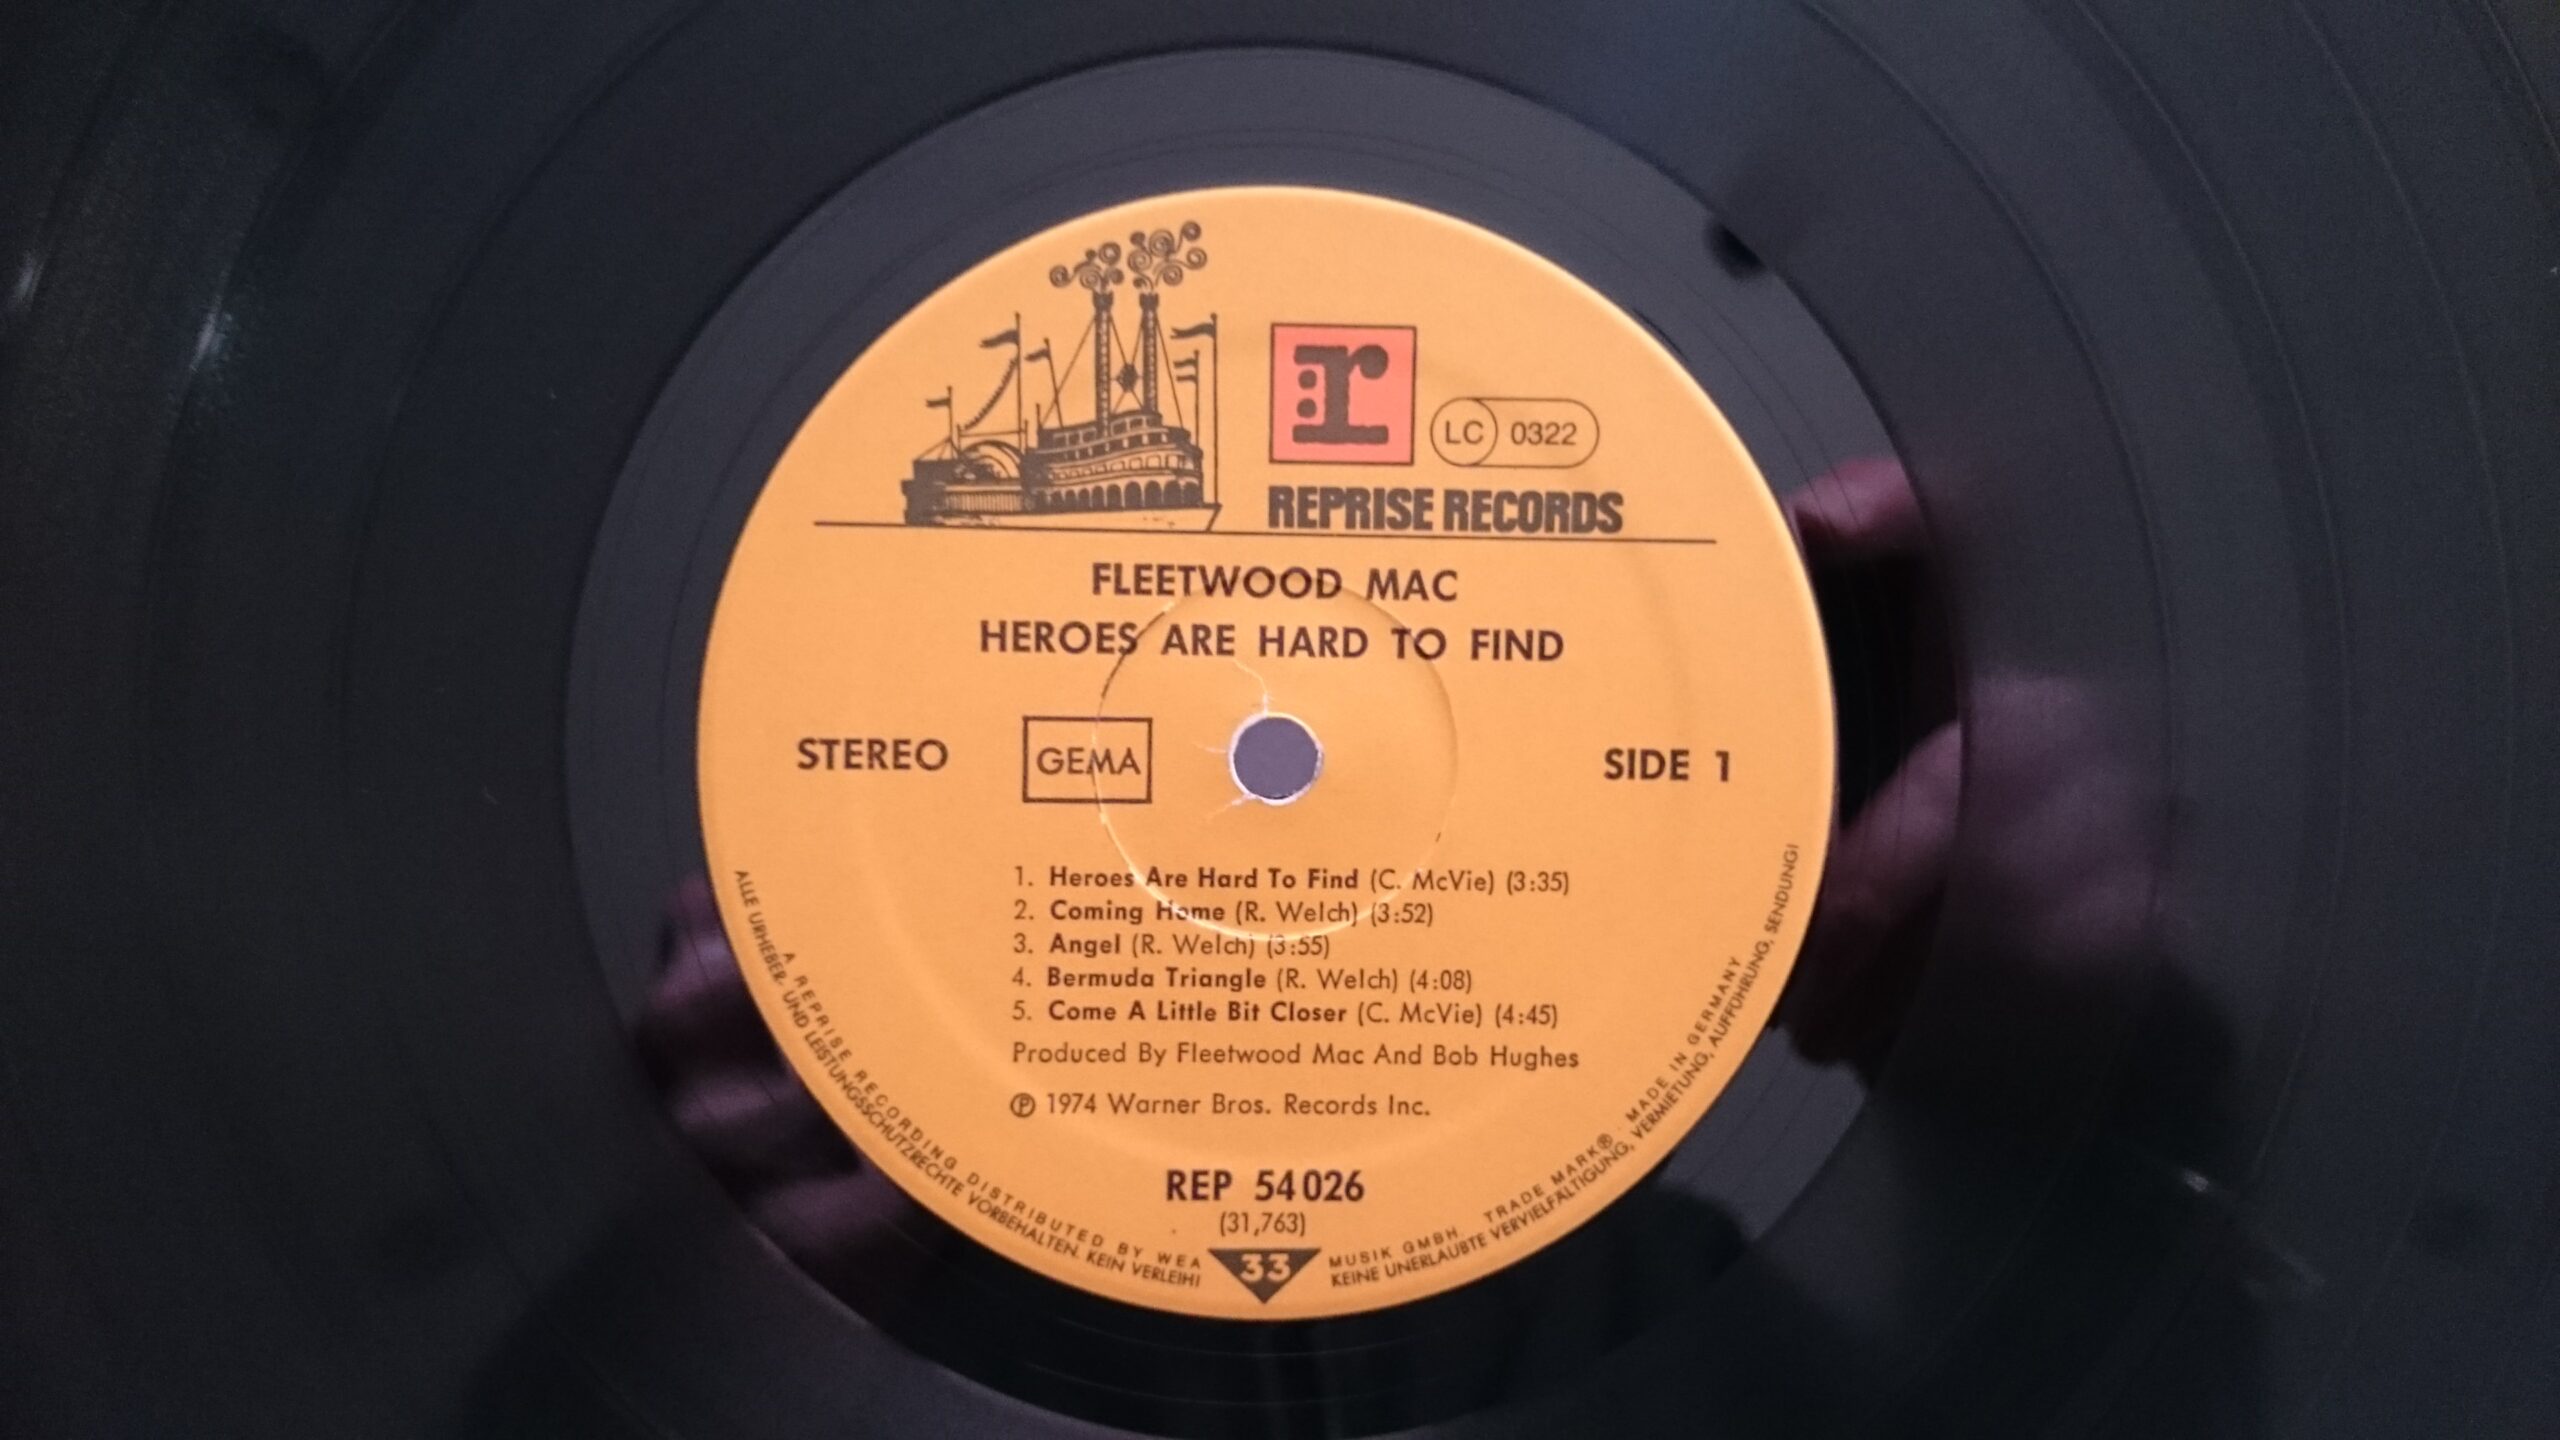 r
LC 0322
REPRISE RECORDS
FLEETWOOD MAC
HEROES ARE HARD TO FIND
STEREO
GEMA
SIDE 1
1. Heroes Are Hard To Find (C. McVie) (3:35)
2. Coming Home (R. Welch) (3:52)
3. Angel (R. Welch) (3:55)
4. Bermuda Triangle (R. Welch) (4:08)
5. Come A Little Bit Closer (C. McVie) (4:45)
Produced By Fleetwood Mac And Bob Hughes
℗ 1974 Warner Bros. Records Inc.
REP 54 026
(31,763)
33
A REPRISE RECORDING DISTRIBUTED BY WEA MUSIK GMBH TRADE MARK® · MADE IN GERMANY
ALLE URHEBER- UND LEISTUNGSSCHUTZRECHTE VORBEHALTEN. KEIN VERLEIH! KEINE UNERLAUBTE VERVIELFÄLTIGUNG, VERMIETUNG, AUFFÜHRUNG, SENDUNG!